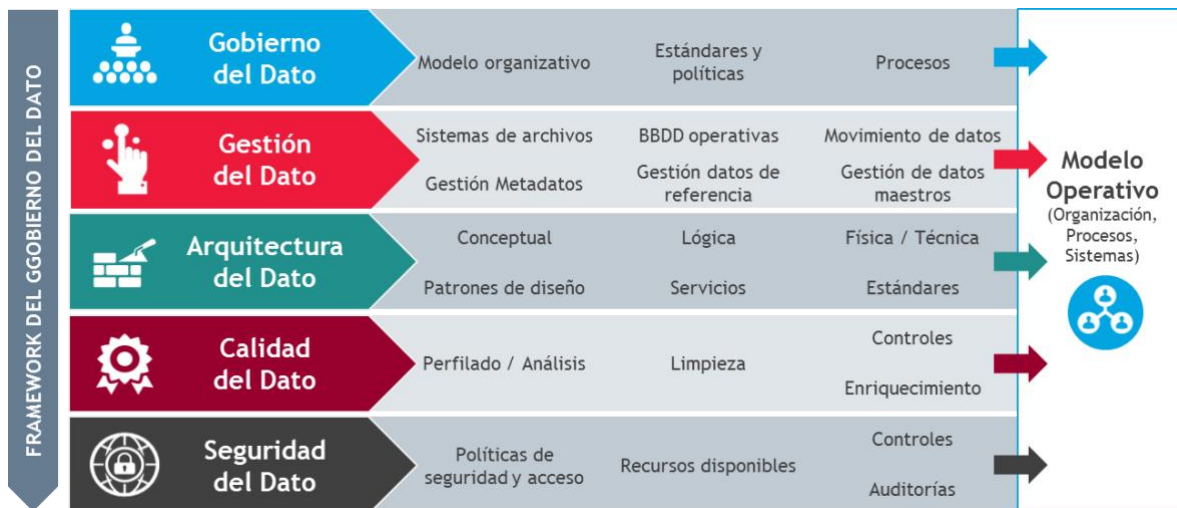 FRAMEWORK DEL GGOBIERNO DEL DATO
Gobierno
del Dato
Modelo organizativo
Estándares y
políticas
Procesos
Gestión
del Dato
Sistemas de archivos
BBDD operativas
Movimiento de datos
Gestión Metadatos
Gestión datos de
referencia
Gestión de datos
maestros
Arquitectura
del Dato
Conceptual
Lógica
Física / Técnica
Patrones de diseño
Servicios
Estándares
Calidad
del Dato
Perfilado / Análisis
Limpieza
Controles
Enriquecimiento
Seguridad
del Dato
Políticas de
seguridad y acceso
Recursos disponibles
Controles
Auditorías
Modelo
Operativo
(Organización,
Procesos,
Sistemas)